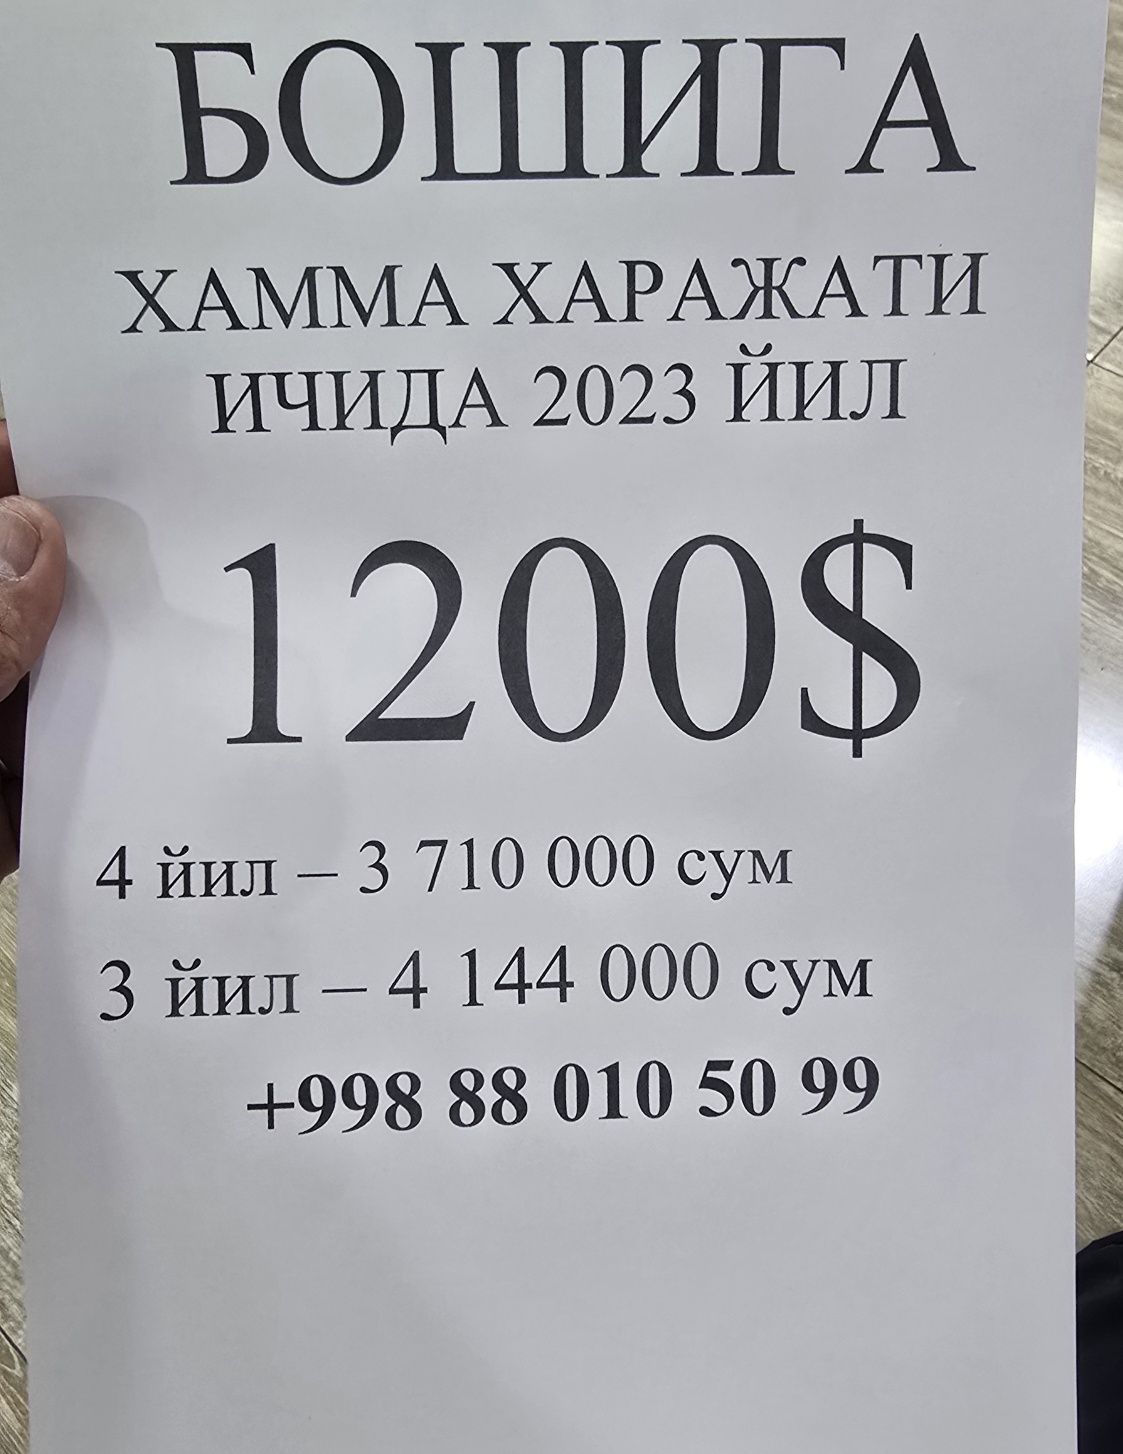 БОШИГА
ХАММА ХАРАЖАТИ
ИЧИДА 2023 ЙИЛ
1200$
4 йил – 3 710 000 сум
3 йил – 4 144 000 сум
+998 88 010 50 99